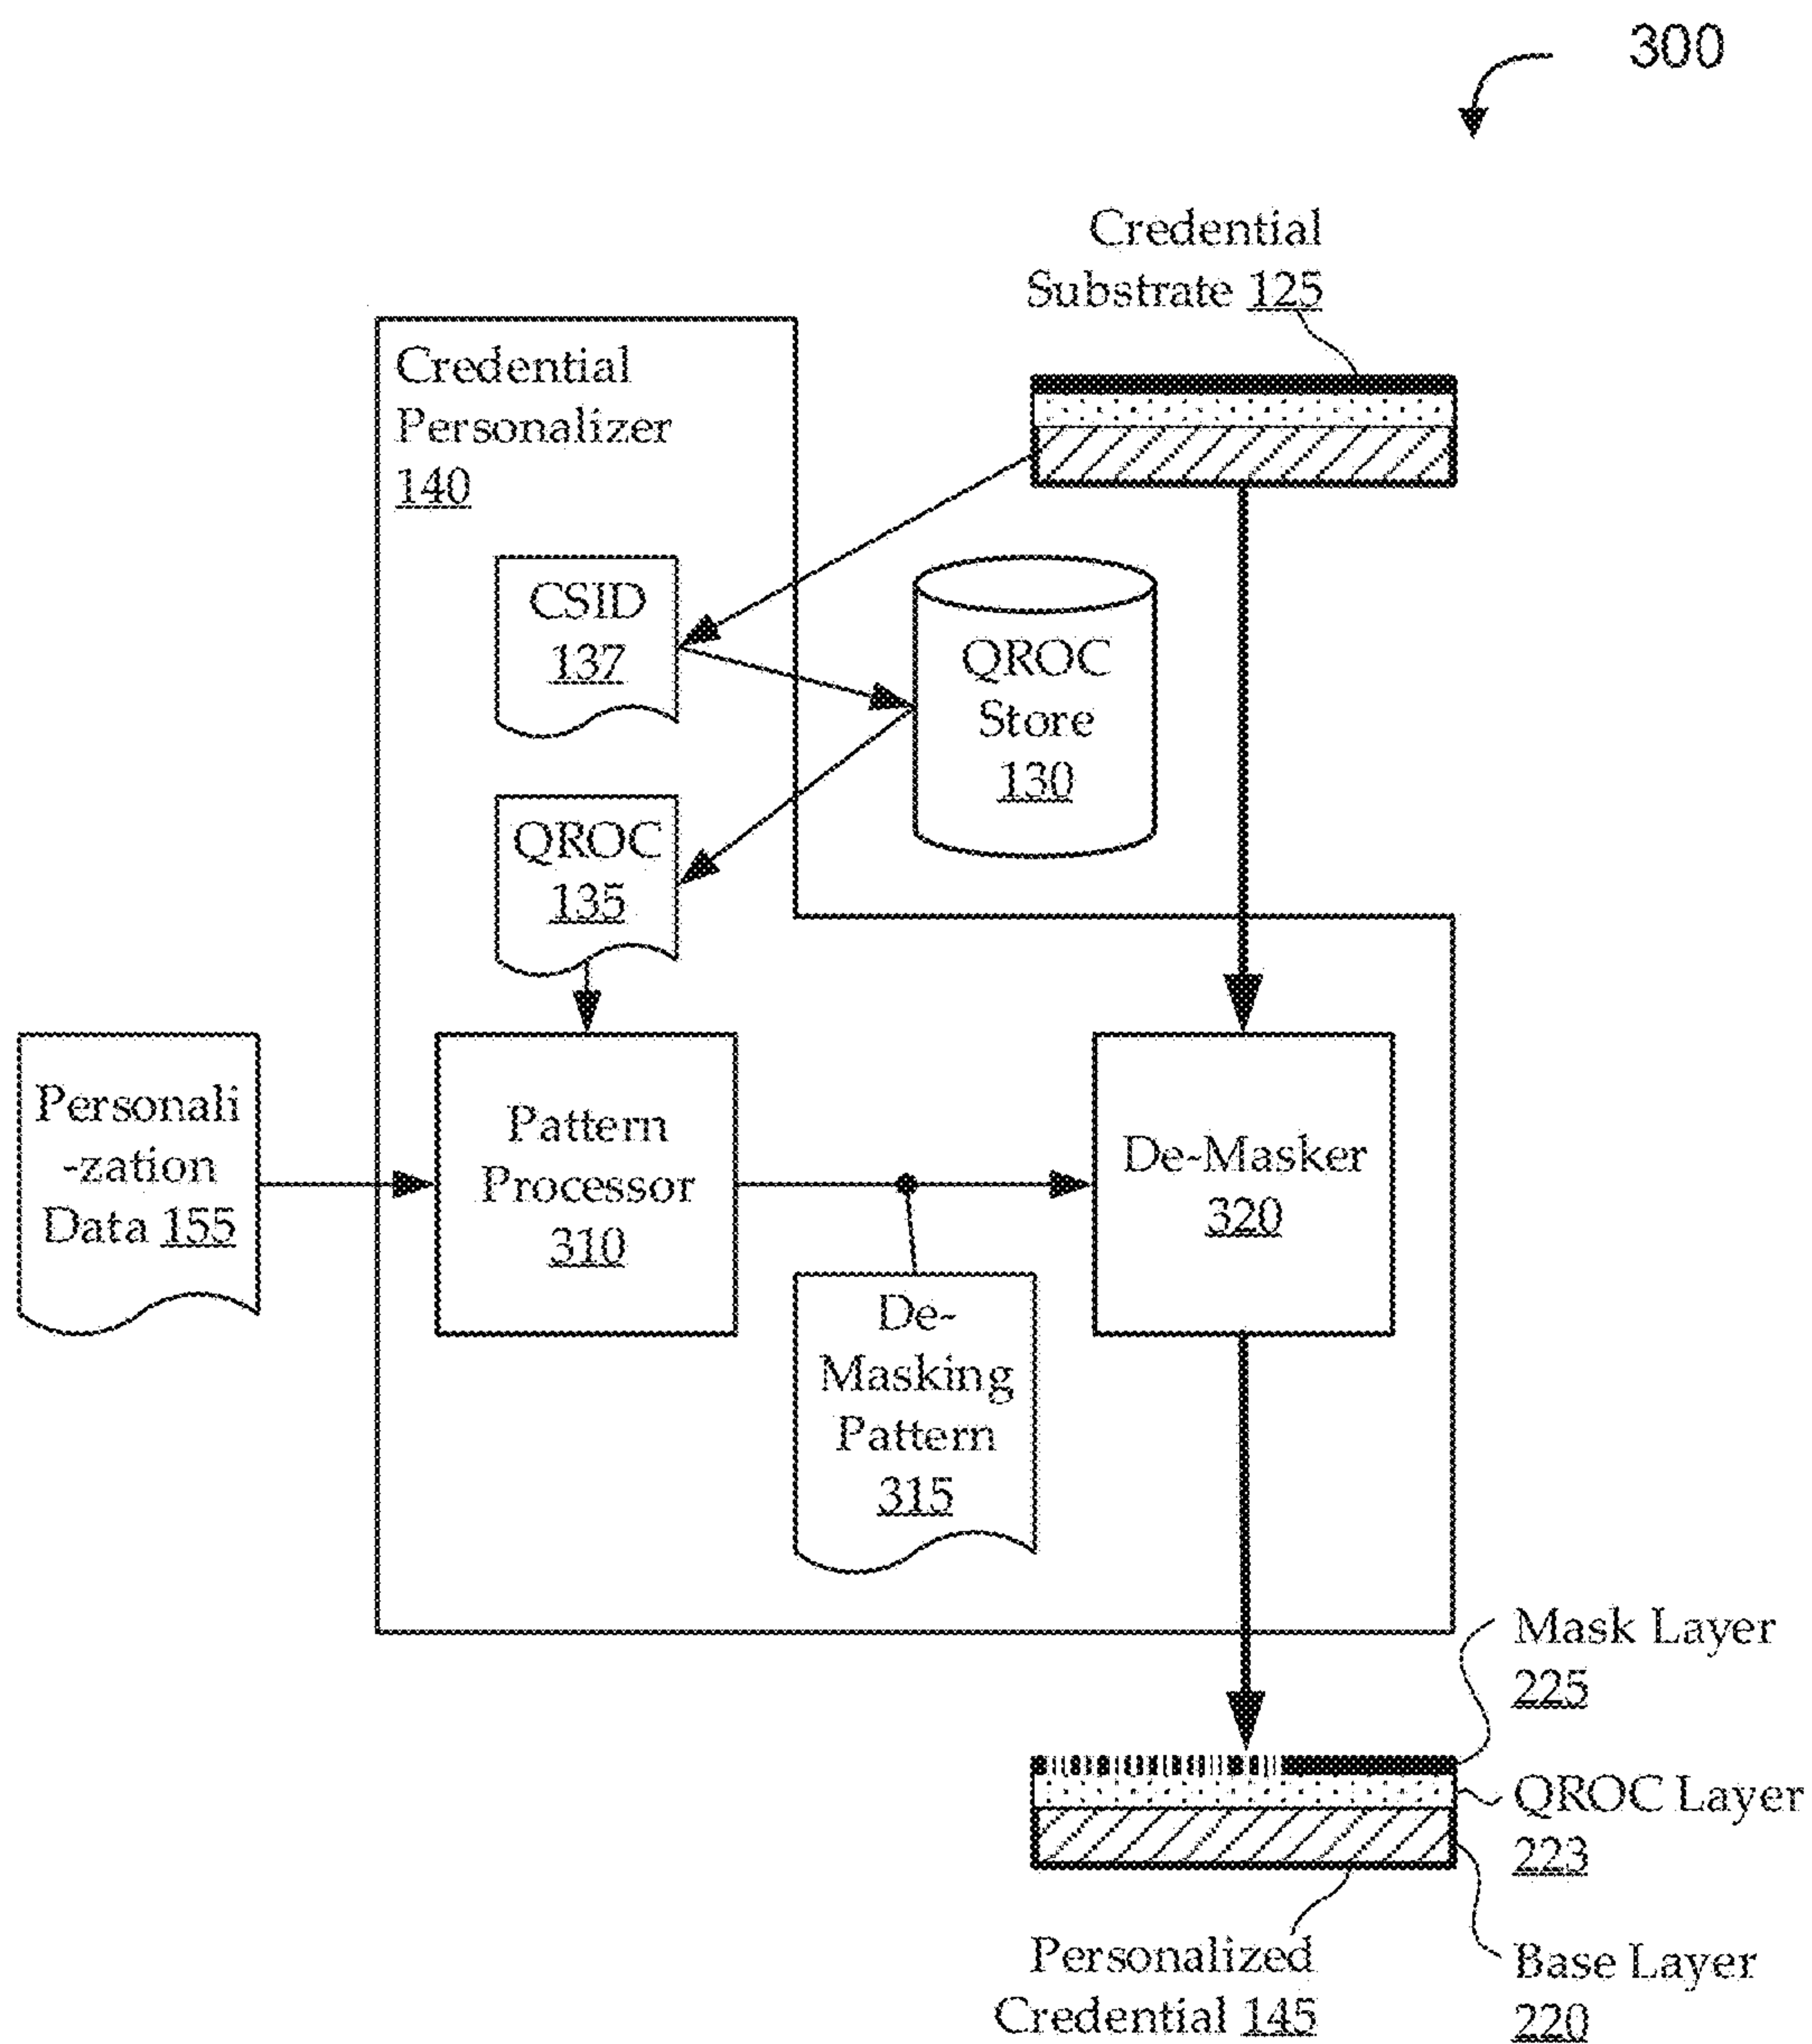 300
Credential
Substrate 125
Credential
Personalizer
140
CSID
137
QROC
Store
130
QROC
135
Personali
-zation
Data 155
Pattern
Processor
310
De-Masker
320
De-
Masking
Pattern
315
Mask Layer
225
QROC Layer
223
Base Layer
220
Personalized
Credential 145